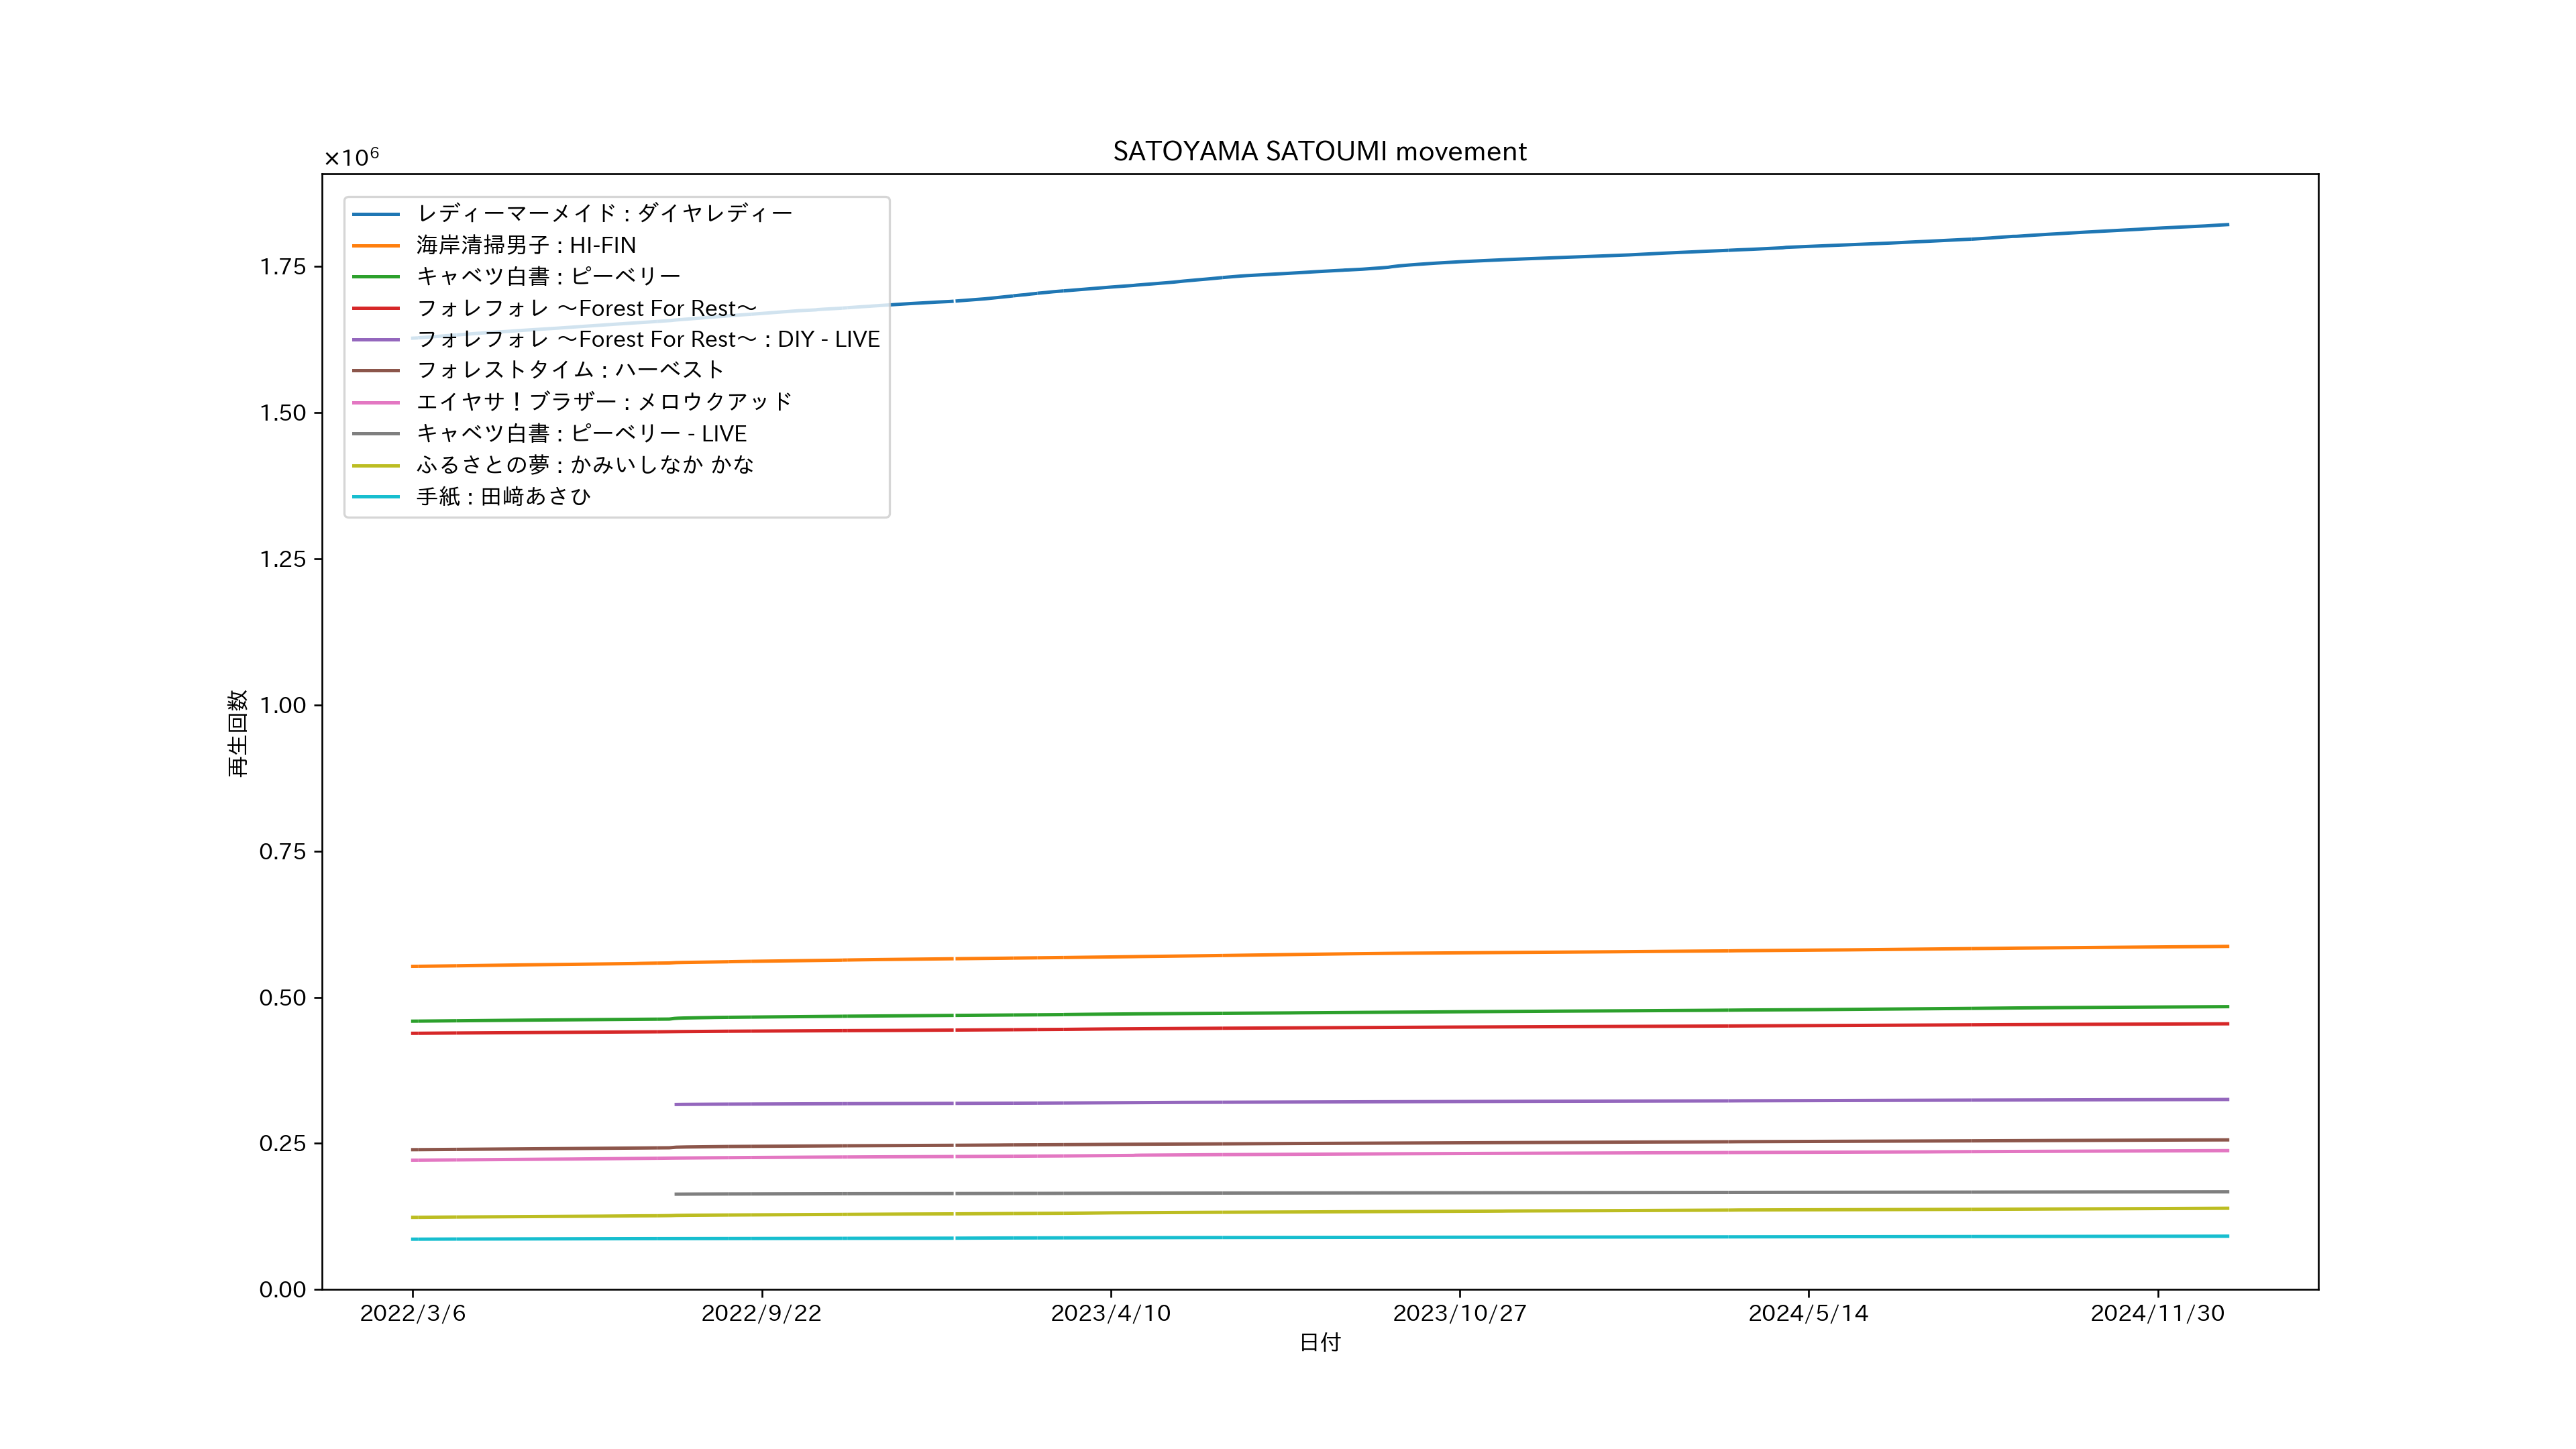 SATOYAMA SATOUMI movement
×10⁶
レディーマーメイド : ダイヤレディー
海岸清掃男子 : HI-FIN
キャベツ白書 : ピーベリー
フォレフォレ 〜Forest For Rest〜
フォレフォレ 〜Forest For Rest〜 : DIY - LIVE
フォレストタイム : ハーベスト
エイヤサ！ブラザー : メロウクアッド
キャベツ白書 : ピーベリー - LIVE
ふるさとの夢 : かみいしなか かな
手紙 : 田﨑あさひ
1.75
1.50
1.25
1.00
0.75
0.50
0.25
0.00
再生回数
2022/3/6
2022/9/22
2023/4/10
2023/10/27
2024/5/14
2024/11/30
日付